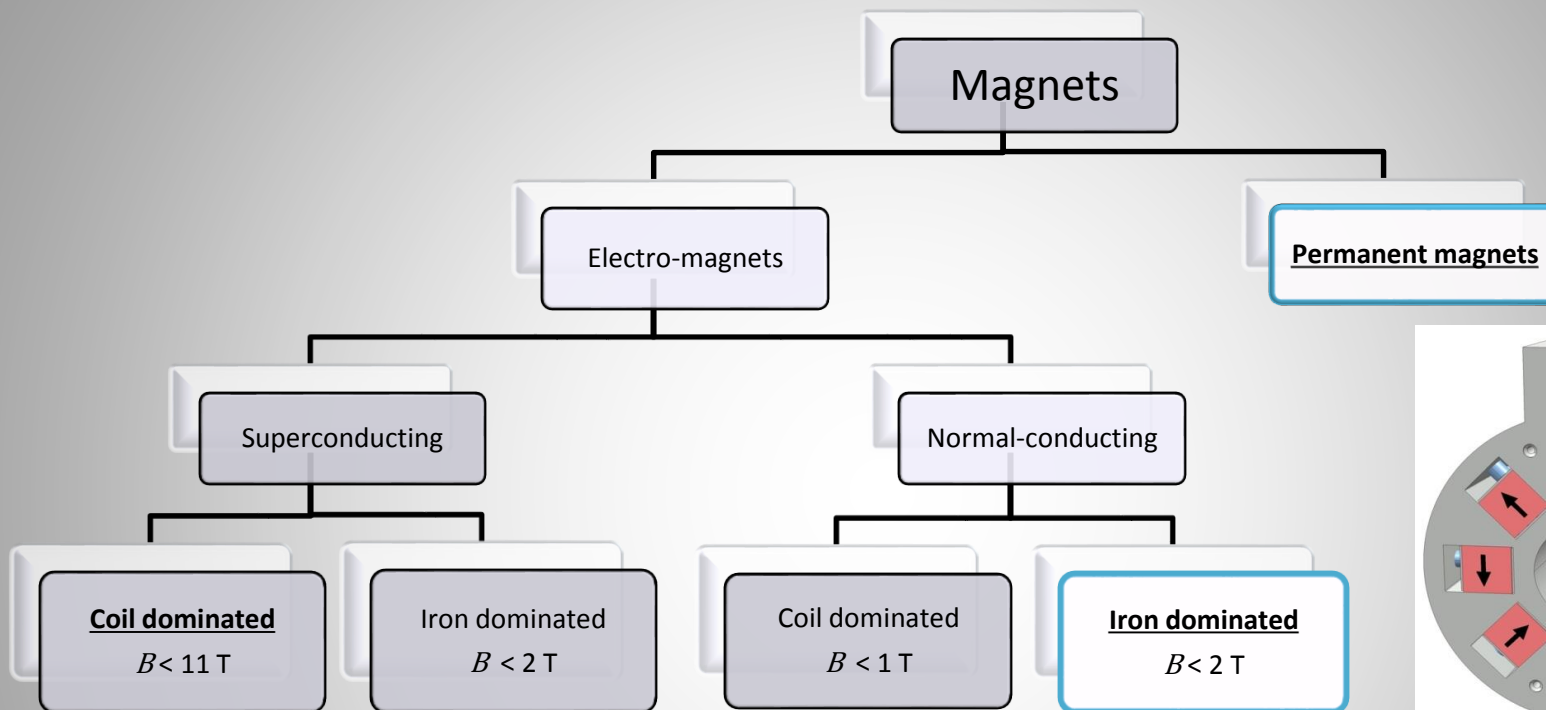 Magnets
Electro-magnets
Permanent magnets
Superconducting
Normal-conducting
Coil dominated
B < 11 T
Iron dominated
B < 2 T
Coil dominated
B < 1 T
Iron dominated
B < 2 T